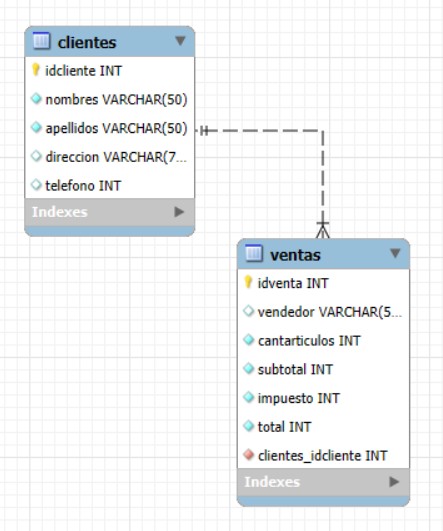 clientes
idcliente INT
nombres VARCHAR(50)
apellidos VARCHAR(50)
direccion VARCHAR(7...
telefono INT
Indexes
ventas
idventa INT
vendedor VARCHAR(5...
cantarticulos INT
subtotal INT
impuesto INT
total INT
clientes_idcliente INT
Indexes